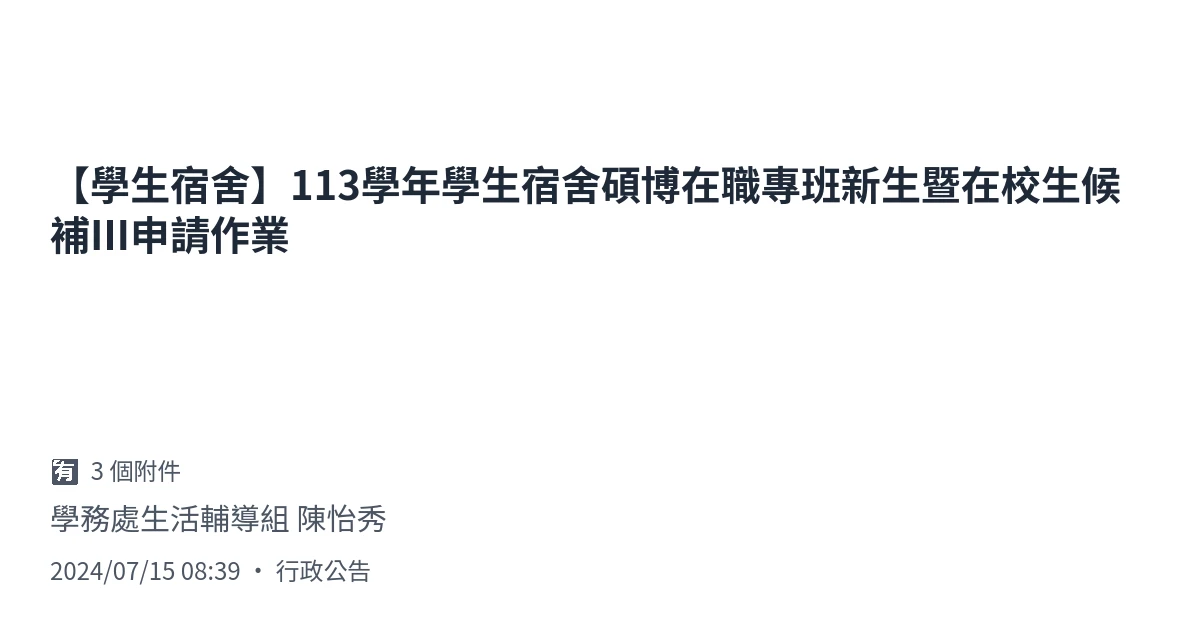 【學生宿舍】113學年學生宿舍碩博在職專班新生暨在校生候
補III申請作業
有 3 個附件
學務處生活輔導組 陳怡秀
2024/07/15 08:39 ・ 行政公告